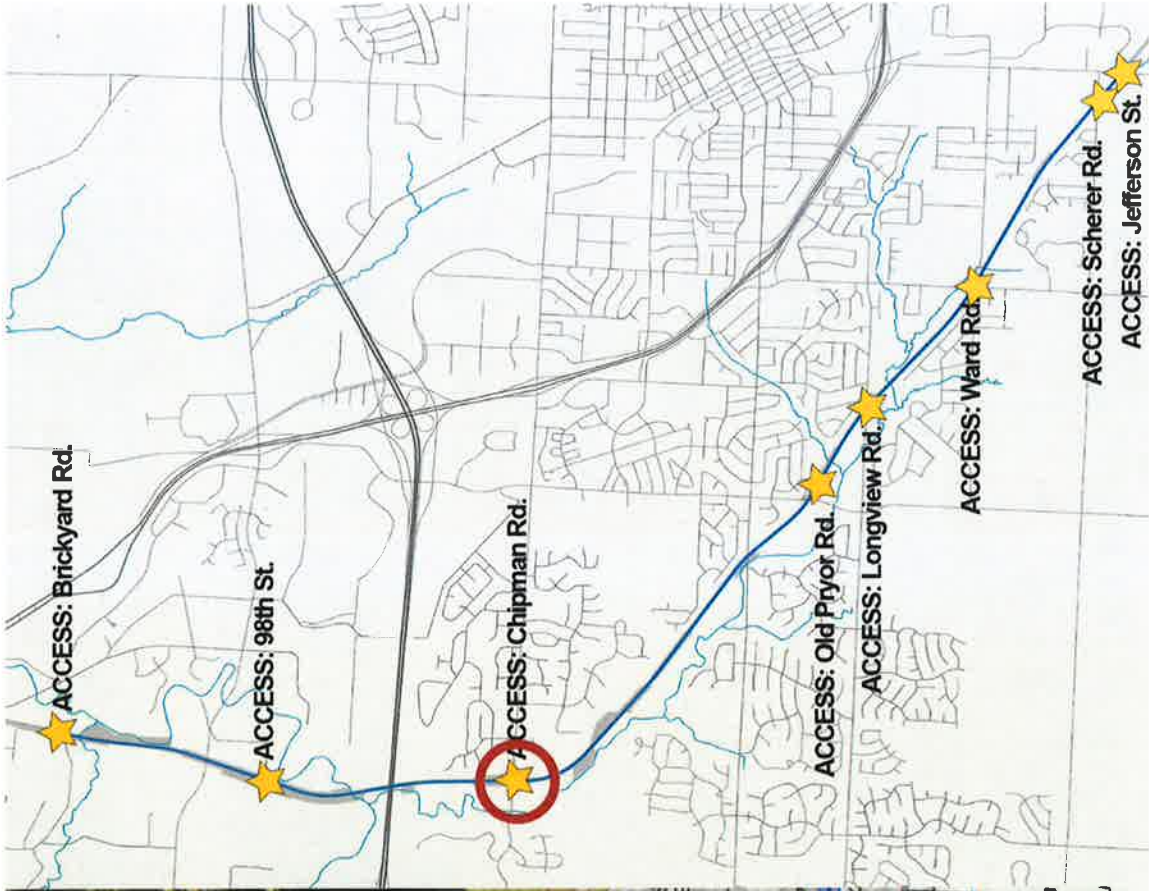 ACCESS: Brickyard Rd.
ACCESS: 98th St.
ACCESS: Chipman Rd.
ACCESS: Old Pryor Rd.
ACCESS: Longview Rd.
ACCESS: Ward Rd.
ACCESS: Scherer Rd.
ACCESS: Jefferson St.